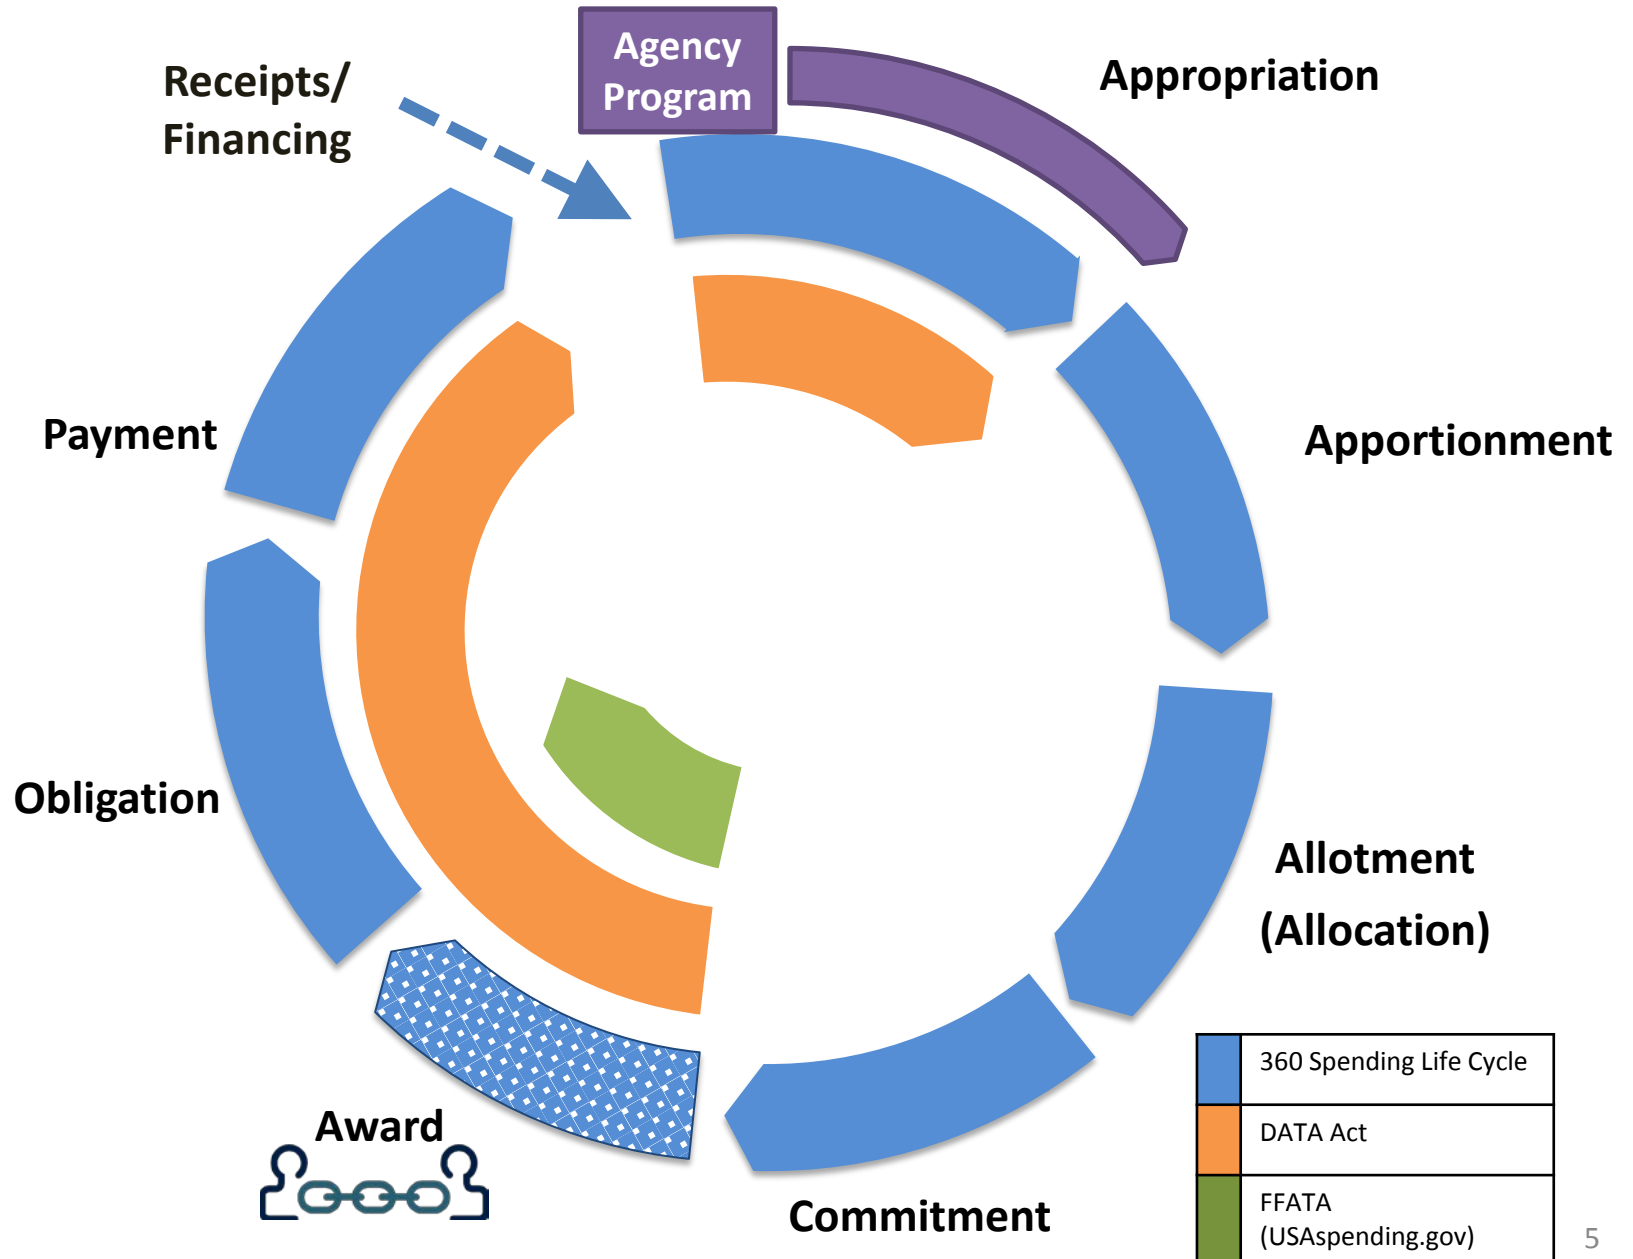 Agency
Program
Receipts/
Financing
Appropriation
Payment
Apportionment
Obligation
Allotment
(Allocation)
Award
Commitment
360 Spending Life Cycle
DATA Act
FFATA
(USAspending.gov)
5